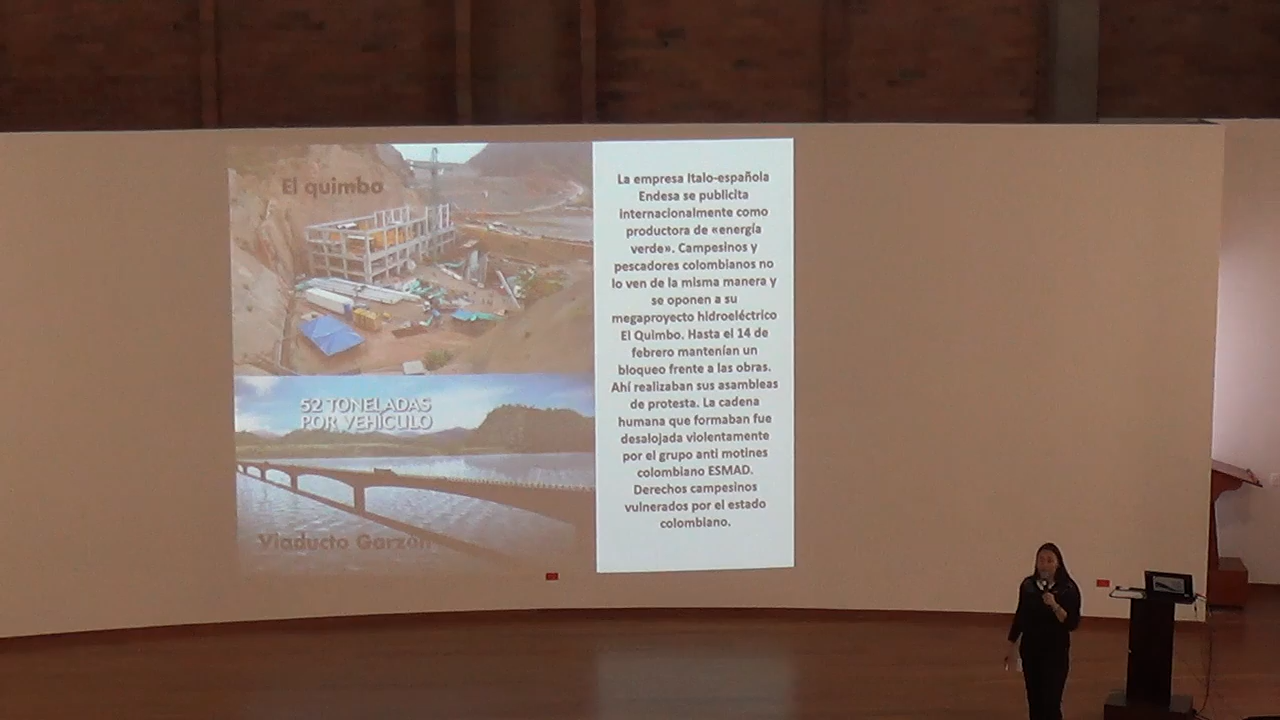 El quimbo
52 TONELADAS
POR VEHÍCULO
Viaducto Garzón
La empresa Italo-española
Endesa se publicita
internacionalmente como
productora de «energía
verde». Campesinos y
pescadores colombianos no
lo ven de la misma manera y
se oponen a su
megaproyecto hidroeléctrico
El Quimbo. Hasta el 14 de
febrero mantenían un
bloqueo frente a las obras.
Ahí realizaban sus asambleas
de protesta. La cadena
humana que formaban fue
desalojada violentamente
por el grupo anti motines
colombiano ESMAD.
Derechos campesinos
vulnerados por el estado
colombiano.